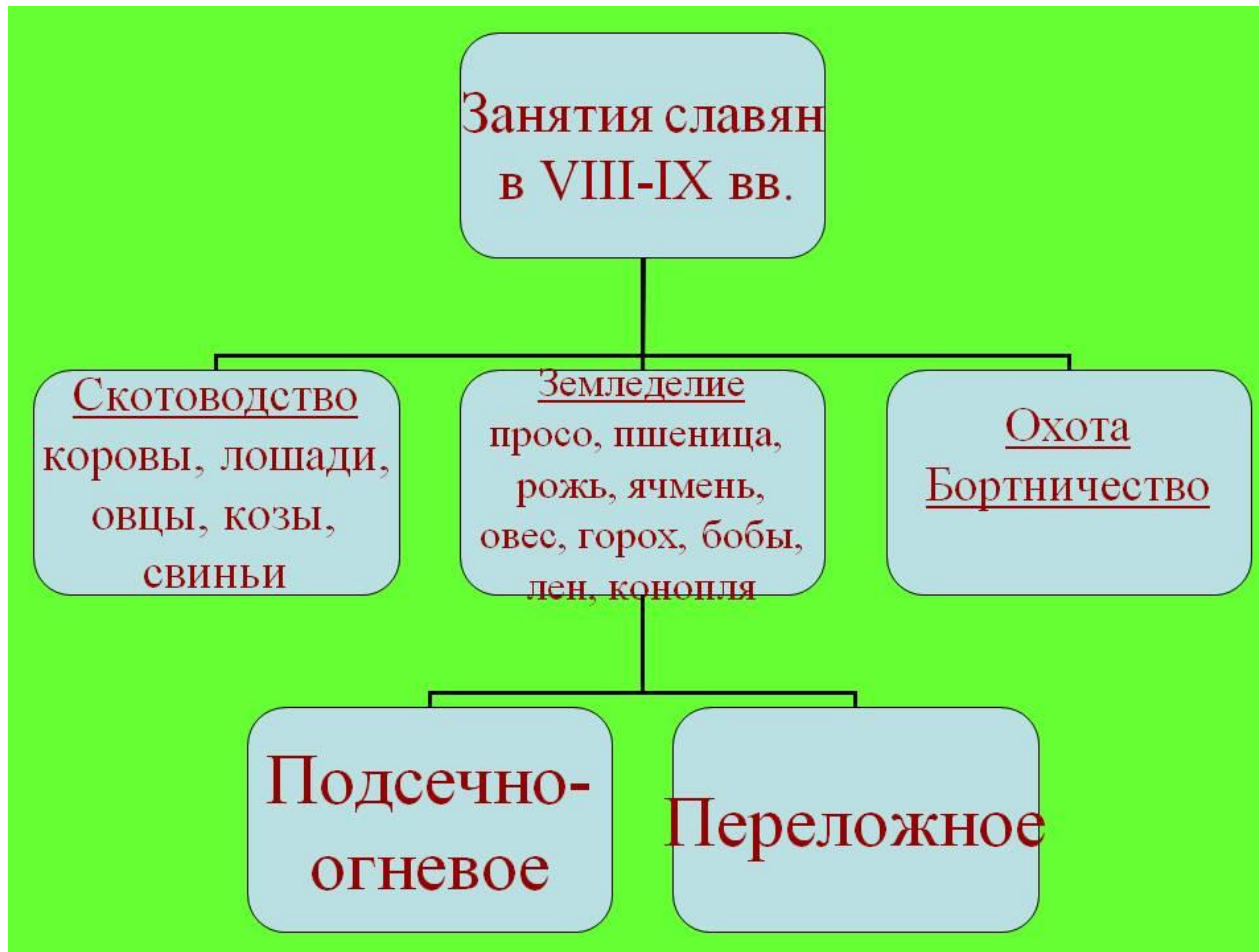 Занятия славян
в VIII-IX вв.
Скотоводство
коровы, лошади,
овцы, козы,
свиньи
Земледелие
просо, пшеница,
рожь, ячмень,
овес, горох, бобы,
лен, конопля
Охота
Бортничество
Подсечно-
огневое
Переложное